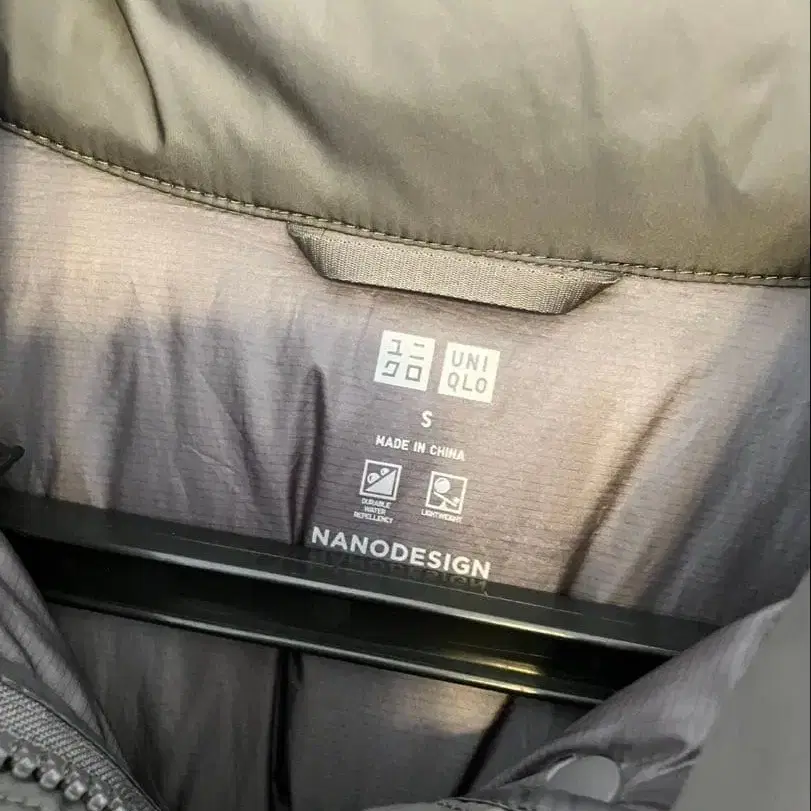 ユニ
クロ
UNI
QLO
S
MADE IN CHINA
DURABLE
WATER
REPELLENCY
LIGHTWEIGHT
NANODESIGN